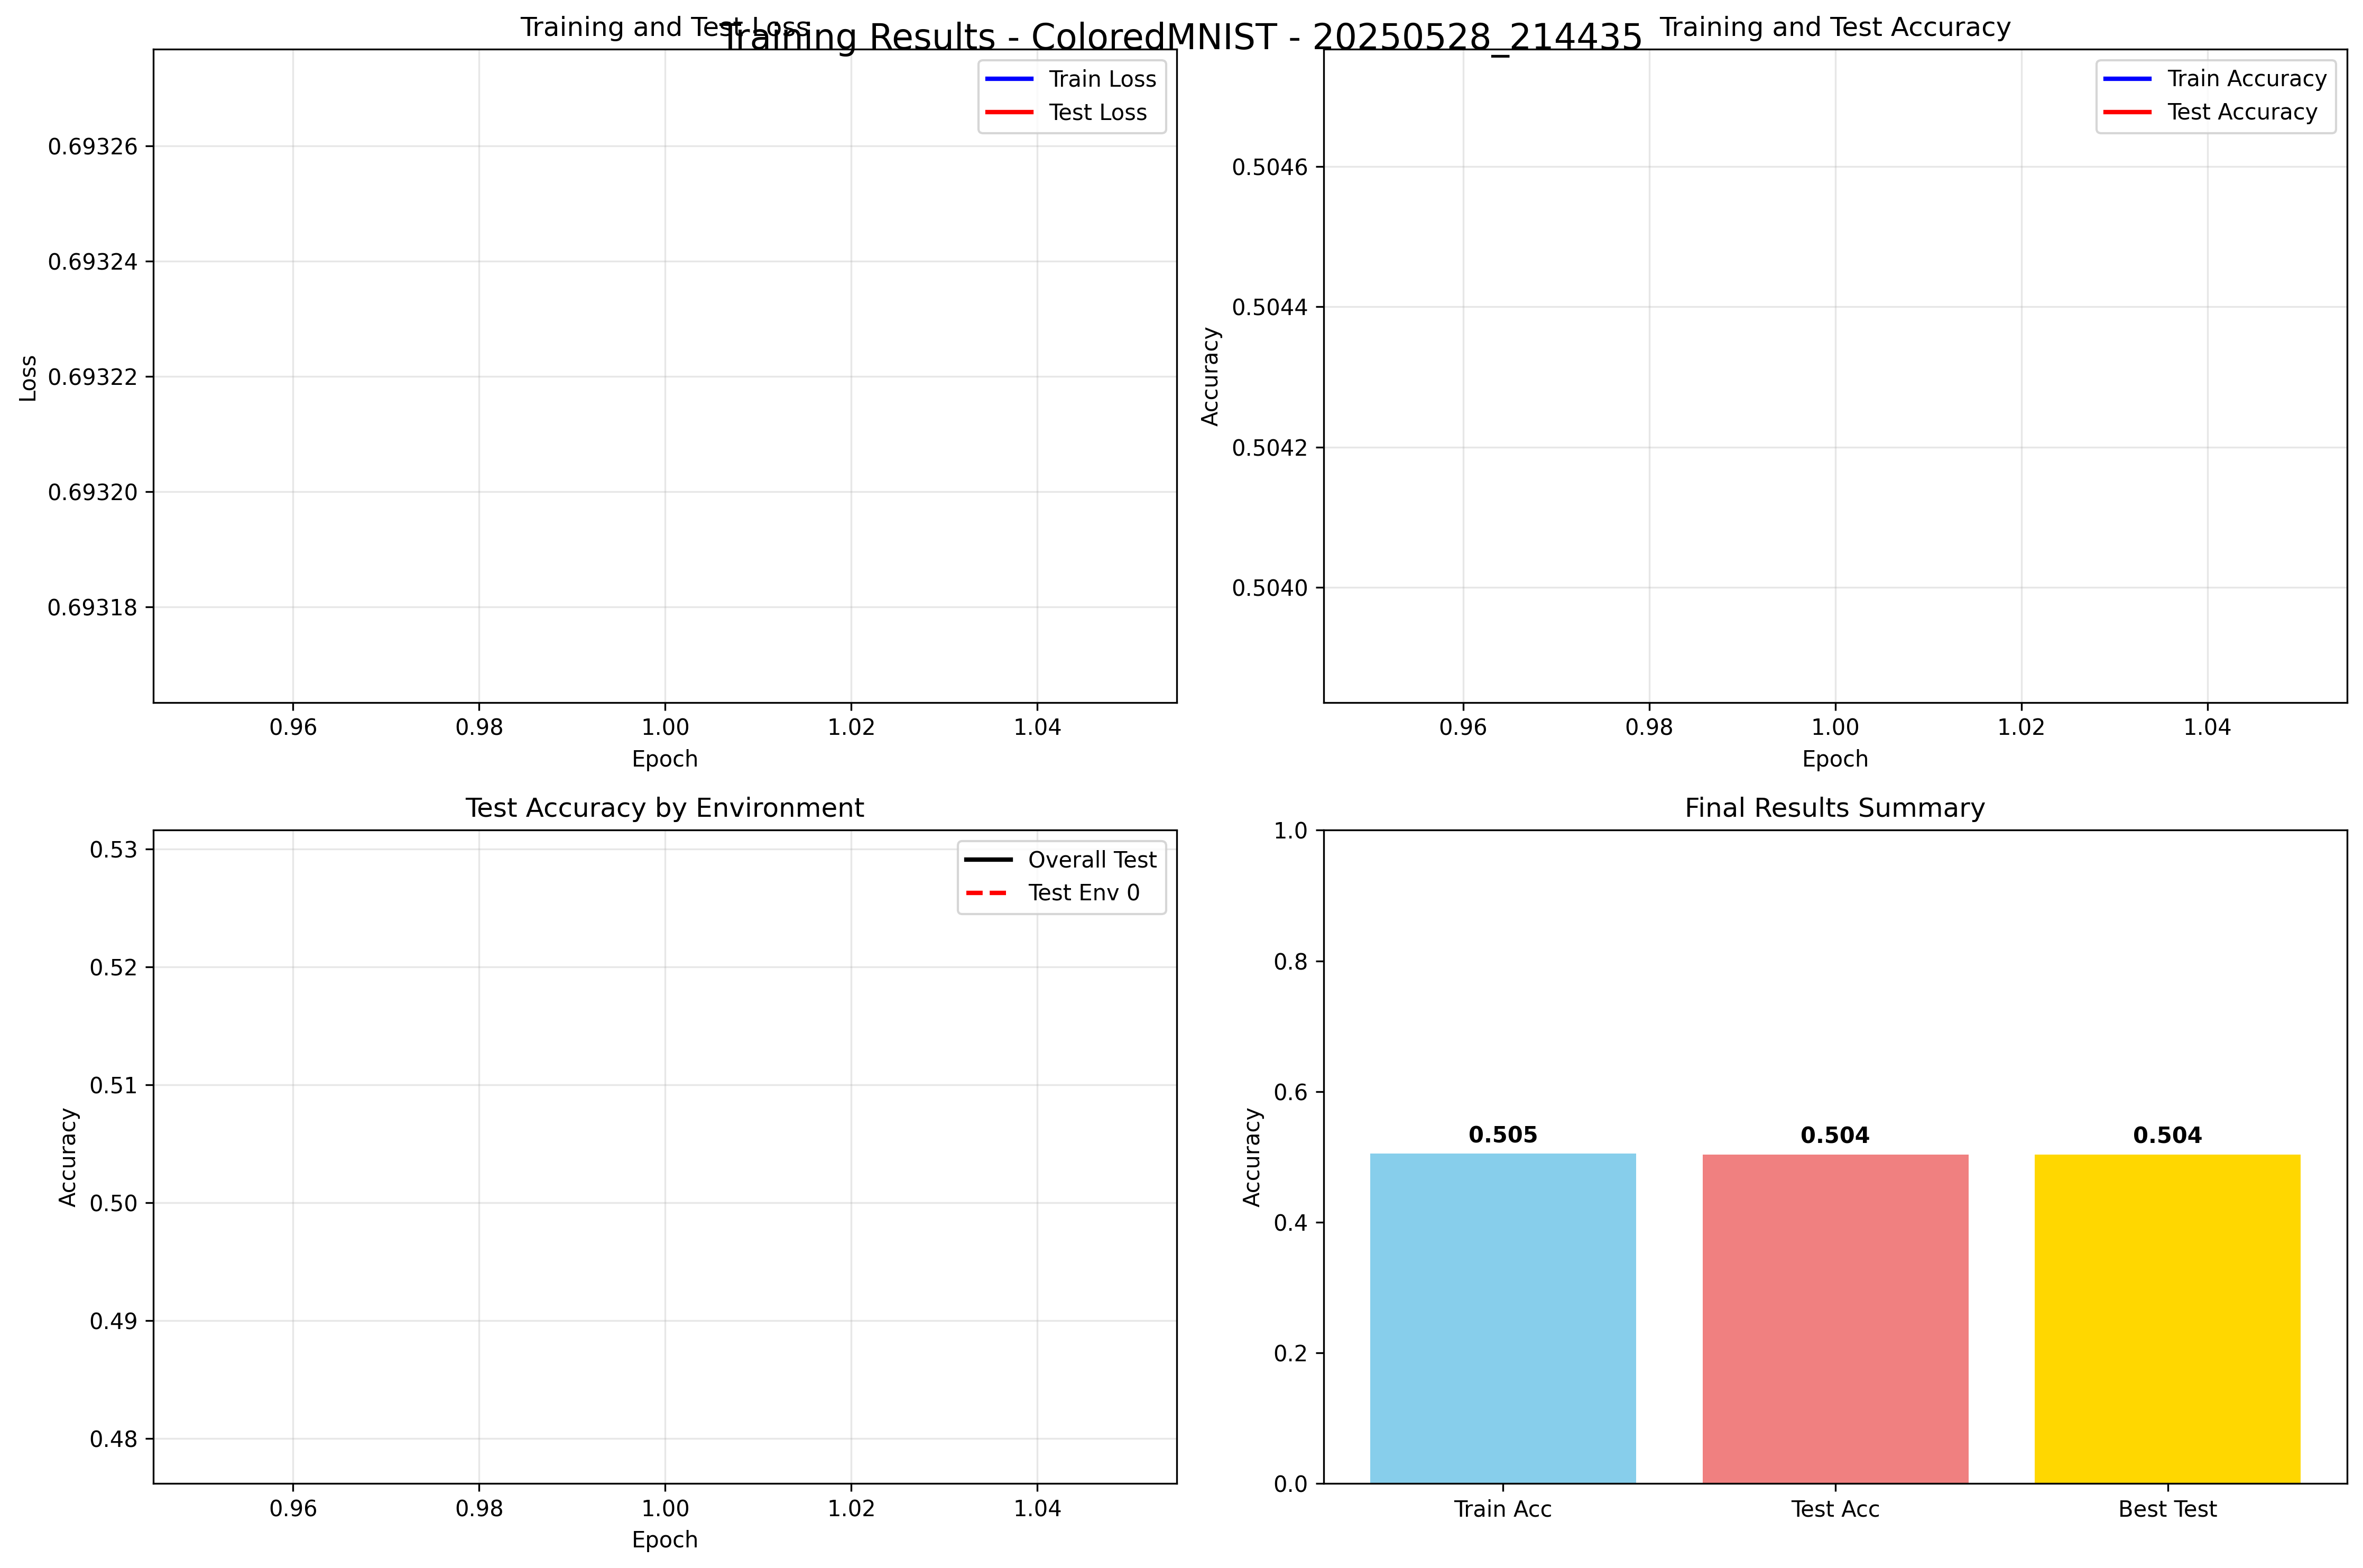 Training Results - ColoredMNIST - 20250528_214435
Training and Test Loss
Train Loss
Test Loss
Loss
0.69326
0.69324
0.69322
0.69320
0.69318
0.96 0.98 1.00 1.02 1.04
Epoch
Training and Test Accuracy
Train Accuracy
Test Accuracy
Accuracy
0.5046
0.5044
0.5042
0.5040
0.96 0.98 1.00 1.02 1.04
Epoch
Test Accuracy by Environment
Overall Test
Test Env 0
Accuracy
0.53
0.52
0.51
0.50
0.49
0.48
0.96 0.98 1.00 1.02 1.04
Epoch
Final Results Summary
Accuracy
1.0
0.8
0.6
0.4
0.2
0.0
0.505 0.504 0.504
Train Acc Test Acc Best Test